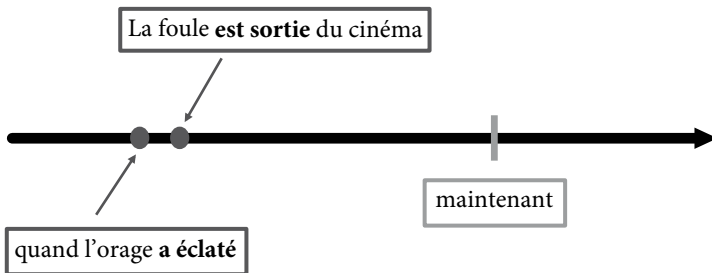 La foule est sortie du cinéma
maintenant
quand l'orage a éclaté